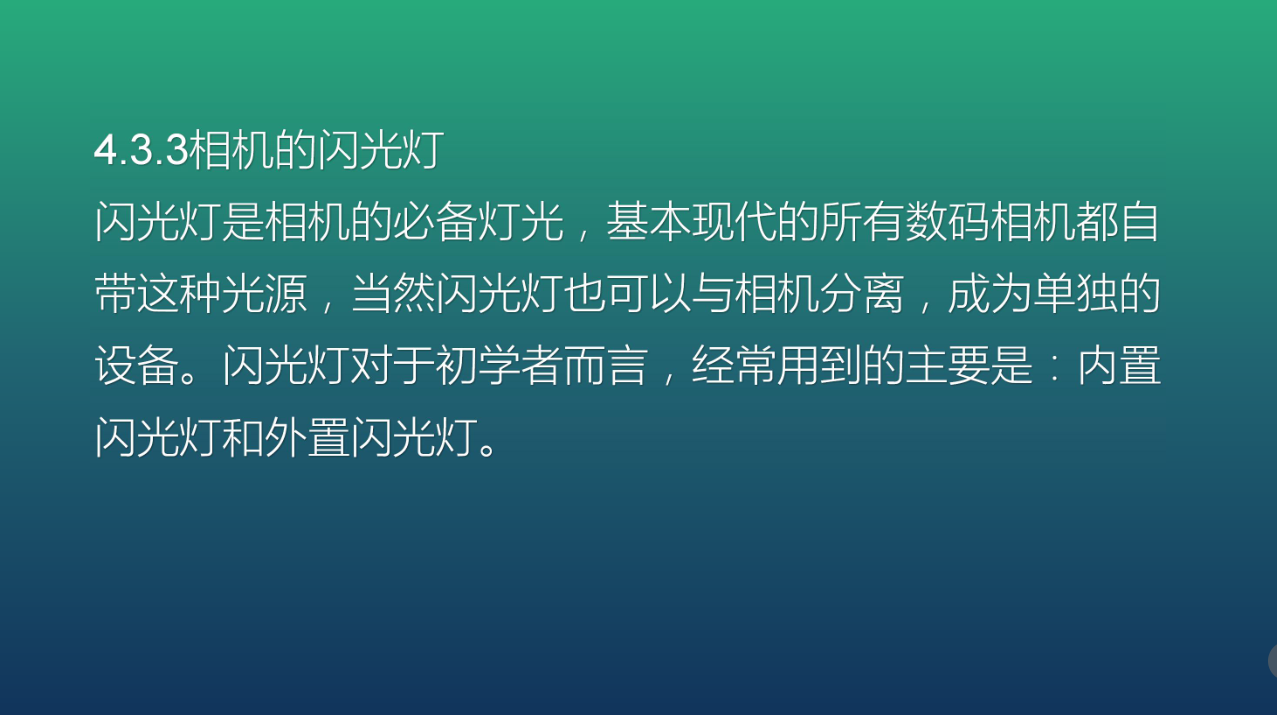 4.3.3相机的闪光灯
闪光灯是相机的必备灯光，基本现代的所有数码相机都自
带这种光源，当然闪光灯也可以与相机分离，成为单独的
设备。闪光灯对于初学者而言，经常用到的主要是：内置
闪光灯和外置闪光灯。